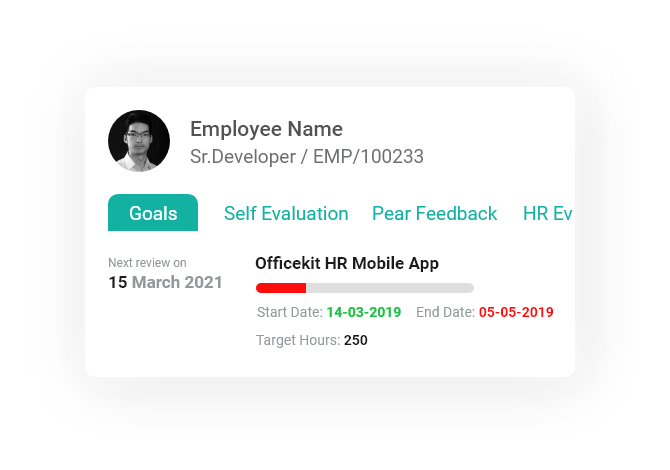 Employee Name
Sr.Developer / EMP/100233
Goals Self Evaluation Pear Feedback HR Ev
Next review on
15 March 2021
Officekit HR Mobile App
Start Date: 14-03-2019 End Date: 05-05-2019
Target Hours: 250